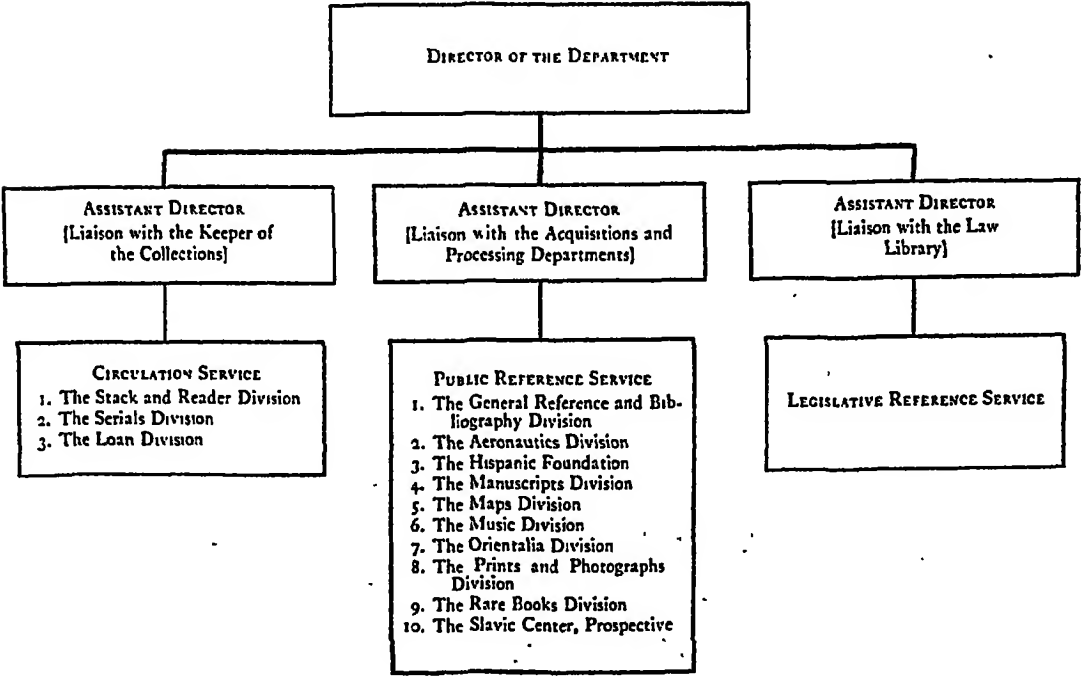 DIRECTOR OF THE DEPARTMENT
ASSISTANT DIRECTOR
[Liaison with the Keeper of
the Collections]
ASSISTANT DIRECTOR
[Liaison with the Acquisitions and
Processing Departments]
ASSISTANT DIRECTOR
[Liaison with the Law
Library]
CIRCULATION SERVICE
1. The Stack and Reader Division
2. The Serials Division
3. The Loan Division
PUBLIC REFERENCE SERVICE
1. The General Reference and Bib-
liography Division
2. The Aeronautics Division
3. The Hispanic Foundation
4. The Manuscripts Division
5. The Maps Division
6. The Music Division
7. The Orientalia Division
8. The Prints and Photographs
Division
9. The Rare Books Division
10. The Slavic Center, Prospective
LEGISLATIVE REFERENCE SERVICE